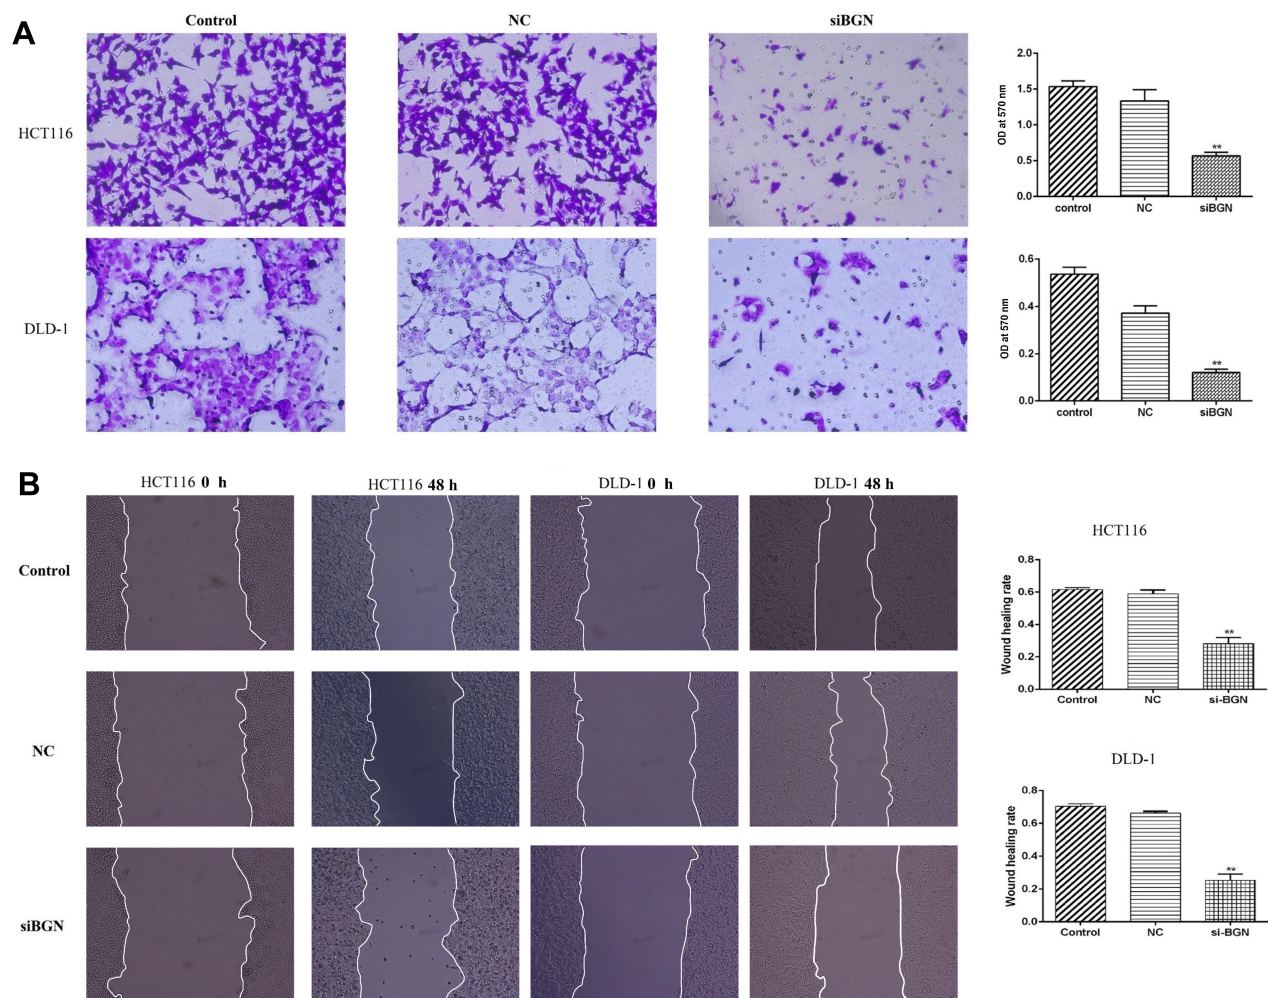 A
Control
NC
siBGN
HCT116
DLD-1
OD at 570 nm
2.0
1.5
1.0
0.5
0.0
**
control
NC
siBGN
OD at 570 nm
0.6
0.4
0.2
0.0
**
control
NC
siBGN
B
HCT116 0 h
HCT116 48 h
DLD-1 0 h
DLD-1 48 h
Control
NC
siBGN
HCT116
Wound healing rate
0.8
0.6
0.4
0.2
0.0
**
Control
NC
si-BGN
DLD-1
Wound healing rate
0.8
0.6
0.4
0.2
0.0
**
Control
NC
si-BGN